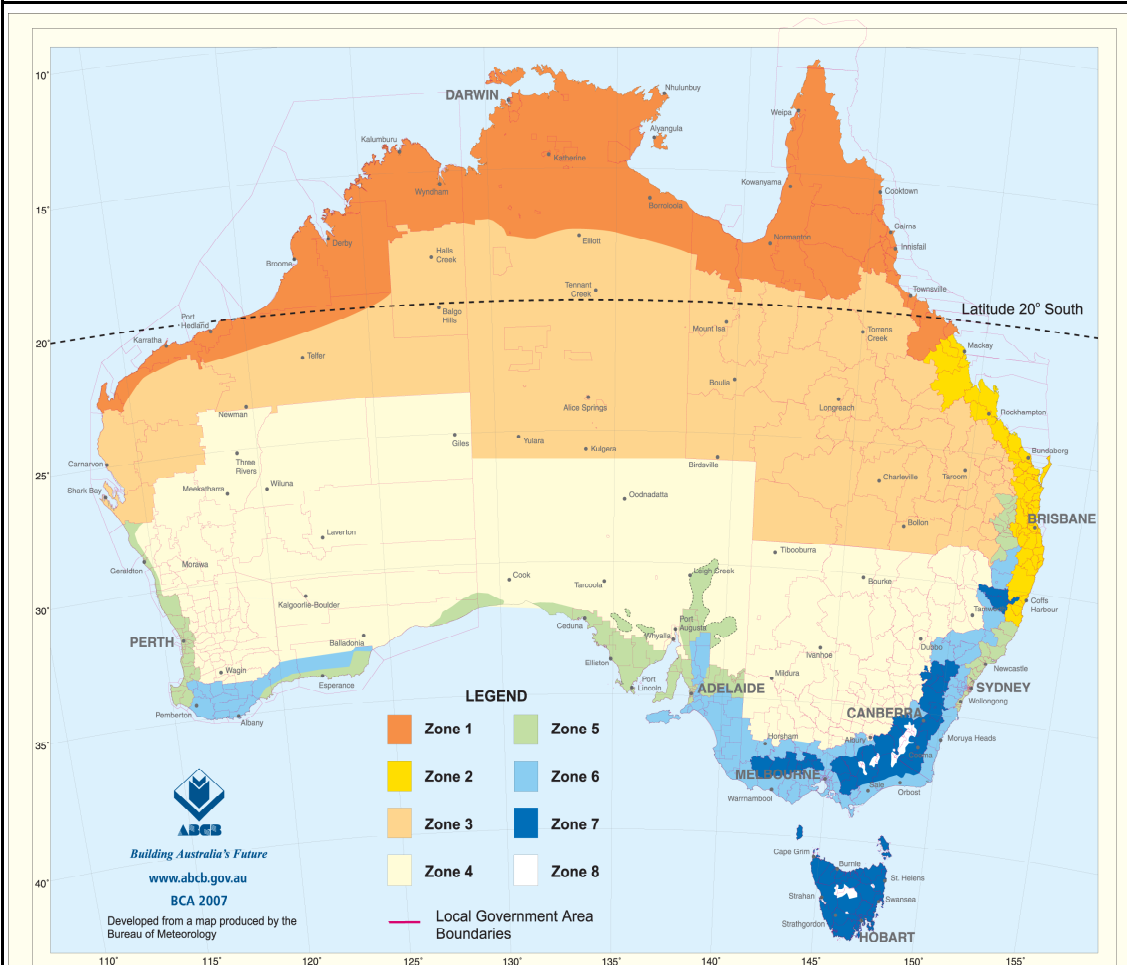 10°
15°
20°
25°
30°
35°
40°
110°
115°
120°
125°
130°
135°
140°
145°
150°
155°
DARWIN
Nhulunbuy
Alyangula
Weipa
Kalumburu
Katherine
Wyndham
Kowanyama
Cooktown
Borroloola
Derby
Broome
Elliott
Normanton
Cairns
Innisfail
Halls
Creek
Tennant
Creek
Townsville
Latitude 20° South
Port
Hedland
Karratha
Balgo
Hills
Mount Isa
Torrens
Creek
Mackay
Telfer
Boulia
Newman
Alice Springs
Longreach
Rockhampton
Giles
Yulara
Kulgera
Birdsville
Bundaberg
Carnarvon
Three
Rivers
Charleville
Taroom
Shark Bay
Meekatharra
Wiluna
Oodnadatta
BRISBANE
Laverton
Bollon
Tibooburra
Geraldton
Morawa
Cook
Tarcoola
Leigh Creek
Bourke
Kalgoorlie-Boulder
Coffs
Harbour
Tamworth
PERTH
Balladonia
Ceduna
Port
Augusta
Whyalla
Dubbo
Ivanhoe
Wagin
Elliston
Newcastle
Esperance
Port
Lincoln
ADELAIDE
Mildura
SYDNEY
Wollongong
Pemberton
Albany
CANBERRA
Horsham
Albury
Moruya Heads
Cooma
MELBOURNE
Sale
Orbost
Warrnambool
Cape Grim
Burnie
St. Helens
Strahan
Swansea
Strathgordon
HOBART
LEGEND
Zone 1
Zone 5
Zone 2
Zone 6
Zone 3
Zone 7
Zone 4
Zone 8
Local Government Area
Boundaries
ABCB
Building Australia's Future
www.abcb.gov.au
BCA 2007
Developed from a map produced by the
Bureau of Meteorology